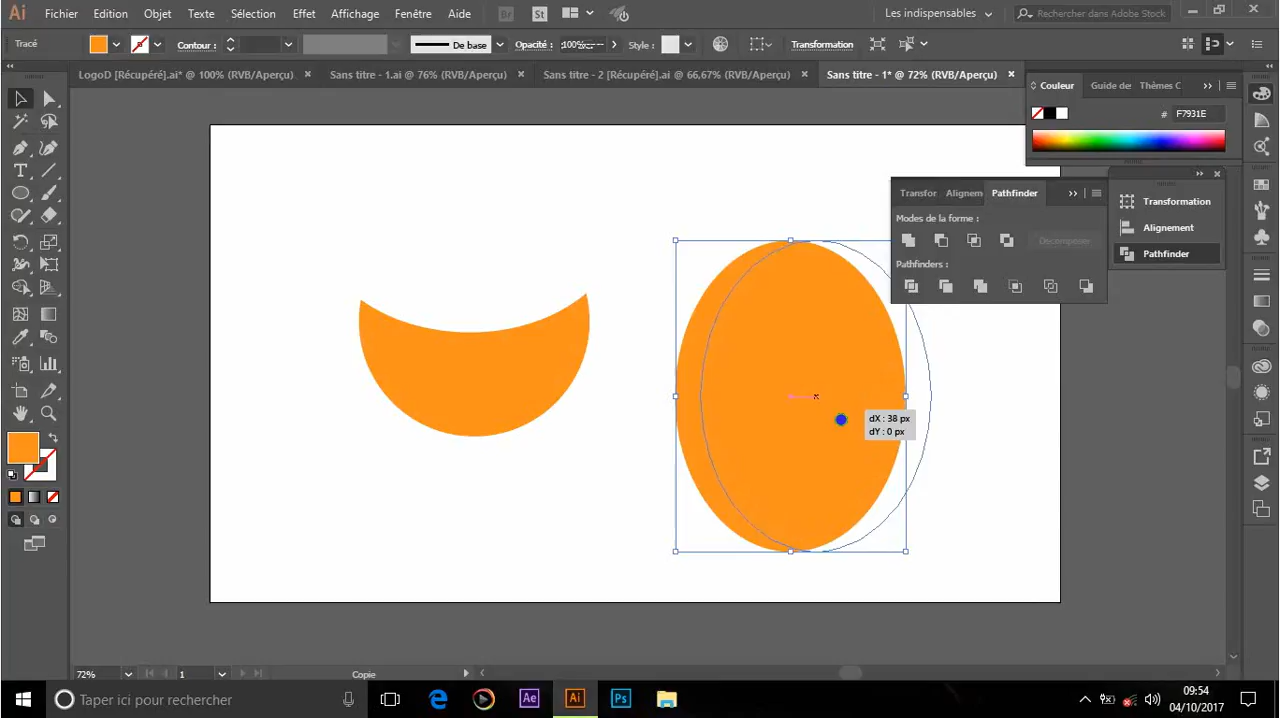 Ai Fichier Edition Objet Texte Sélection Effet Affichage Fenêtre Aide Br St Les indispensables Rechercher dans Adobe Stock
Tracé Contour : De base Opacité : 100% Style : Transformation
LogoD [Récupéré].ai* @ 100% (RVB/Aperçu) Sans titre - 1.ai @ 76% (RVB/Aperçu) Sans titre - 2 [Récupéré].ai @ 66,67% (RVB/Aperçu) Sans titre - 1* @ 72% (RVB/Aperçu)
Couleur Guide de Thèmes C
# F7931E
Transfor Alignem Pathfinder
Transformation
Modes de la forme :
Alignement
Décomposer
Pathfinder
Pathfinders :
dX : 38 px
dY : 0 px
72% 1 Copie
Taper ici pour rechercher Ae Ai Ps
09:54
04/10/2017